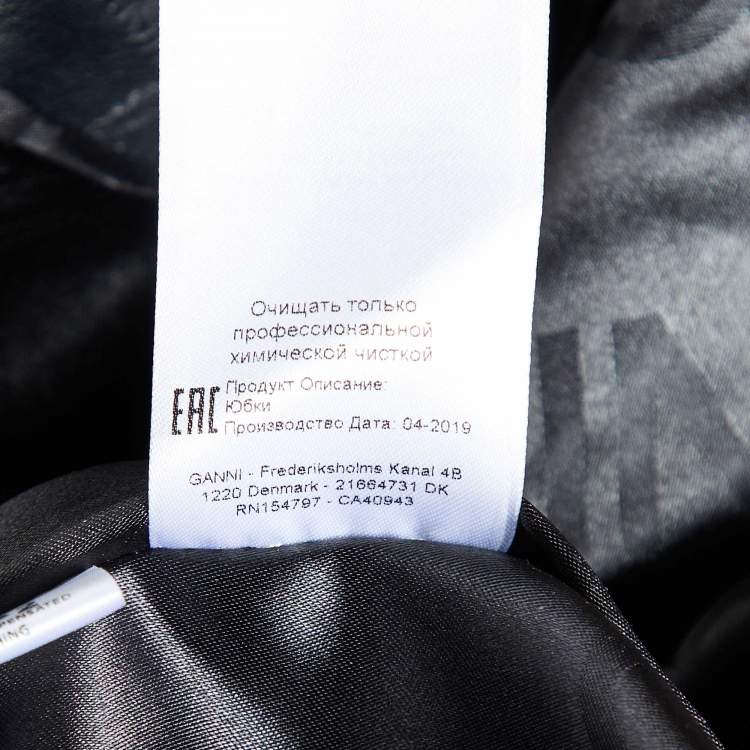 Очищать только
профессиональной
химической чисткой
EAC
Продукт Описание:
Юбки
Производство Дата: 04-2019
GANNI - Frederiksholms Kanal 4B
1220 Denmark - 21664731 DK
RN154797 - CA40943